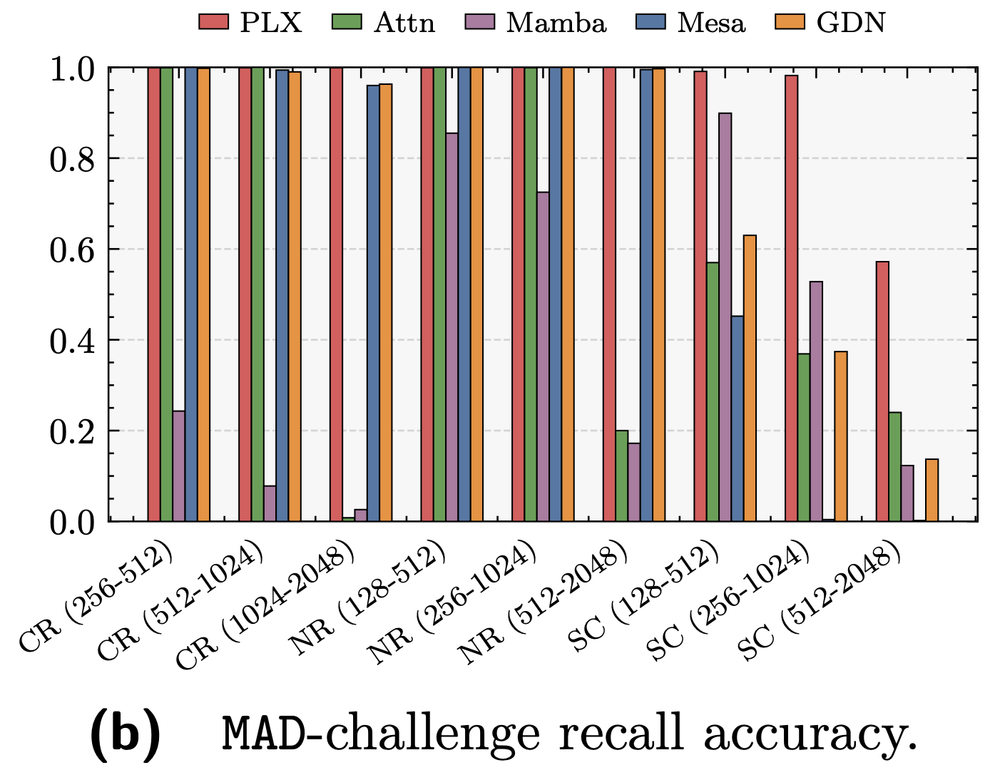 PLX Attn Mamba Mesa GDN
1.0
0.8
0.6
0.4
0.2
0.0
CR (256-512)
CR (512-1024)
CR (1024-2048)
NR (128-512)
NR (256-1024)
NR (512-2048)
SC (128-512)
SC (256-1024)
SC (512-2048)
(b) MAD-challenge recall accuracy.